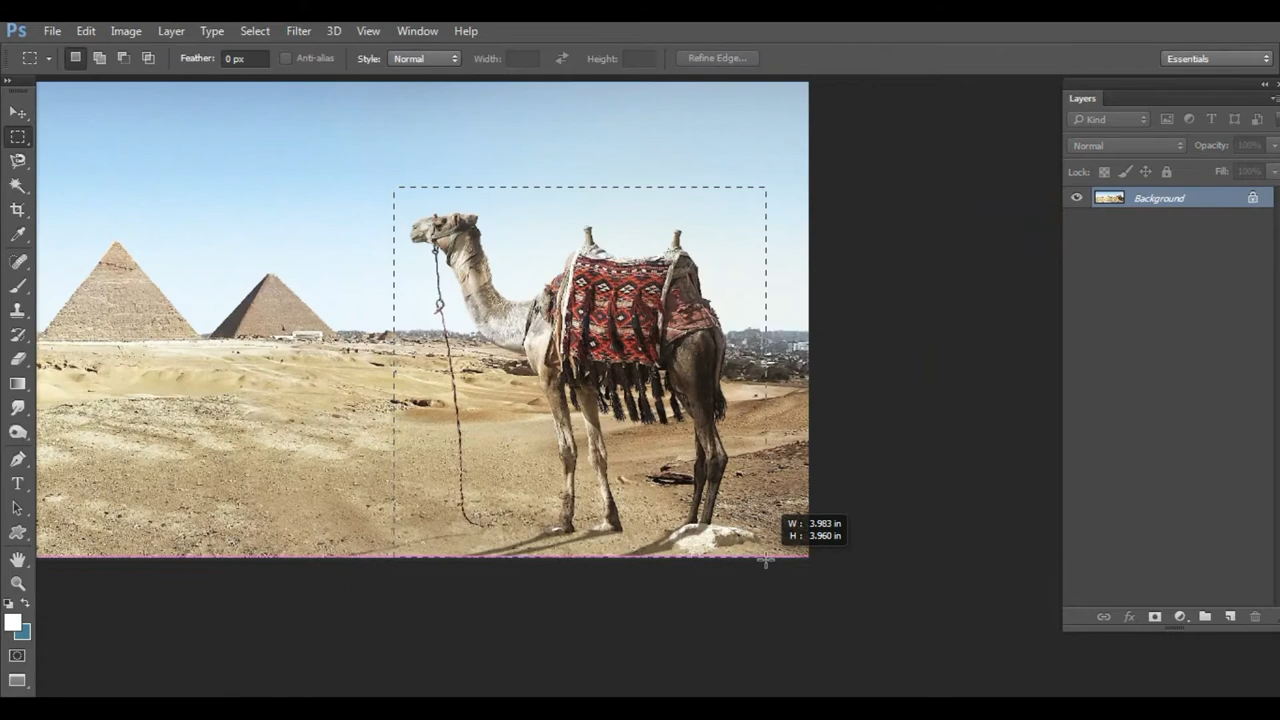 Ps File Edit Image Layer Type Select Filter 3D View Window Help
Feather: 0 px Anti-alias Style: Normal Width: Height: Refine Edge... Essentials
Layers
Kind
Normal Opacity: 100%
Lock: Fill: 100%
Background
W : 3.983 in
H : 3.960 in